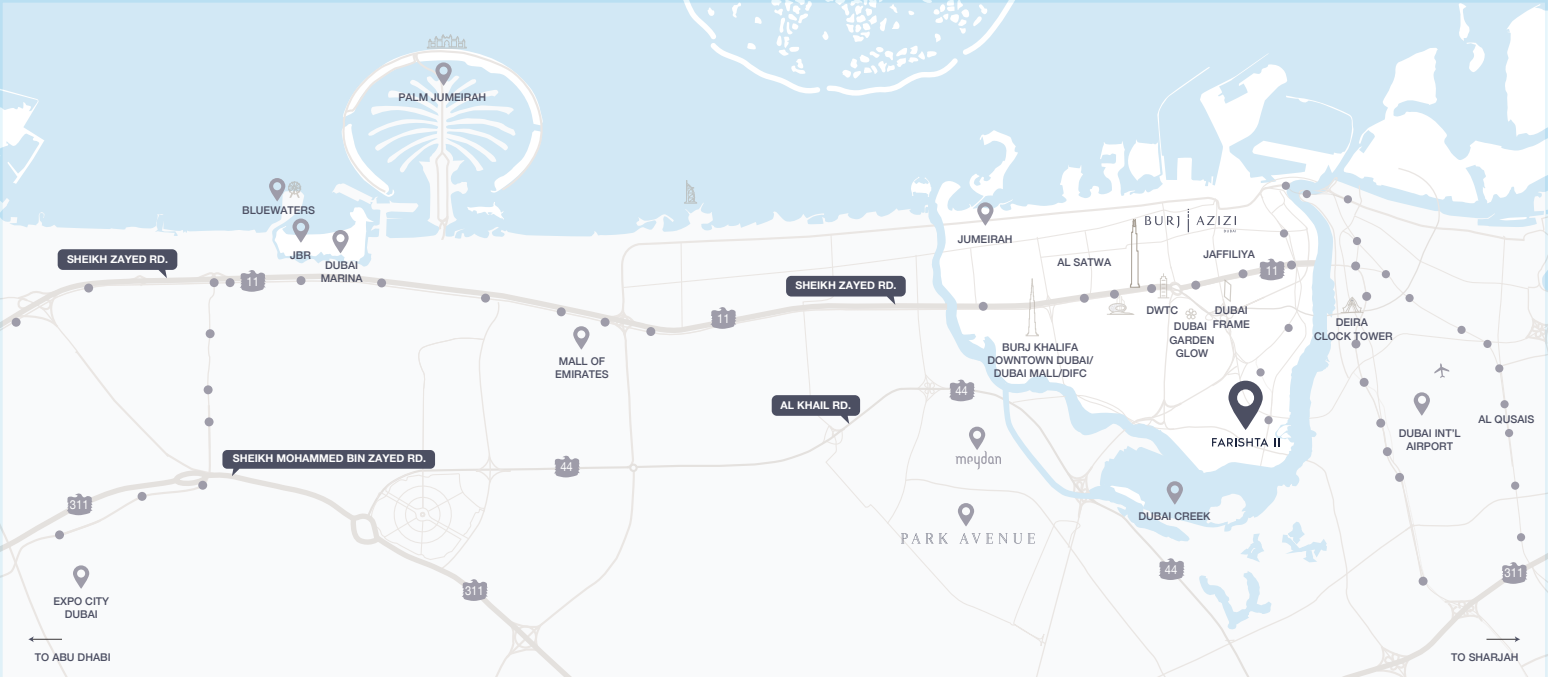 PALM JUMEIRAH
BLUEWATERS
JBR
DUBAI
MARINA
SHEIKH ZAYED RD.
11
MALL OF
EMIRATES
11
SHEIKH ZAYED RD.
JUMEIRAH
BURJ AZIZI
AL SATWA
JAFFILIYA
11
DWTC
DUBAI
GARDEN
GLOW
DUBAI
FRAME
DEIRA
CLOCK TOWER
BURJ KHALIFA
DOWNTOWN DUBAI/
DUBAI MALL/DIFC
44
AL KHAIL RD.
FARISHTA II
DUBAI INT'L
AIRPORT
AL QUSAIS
meydan
SHEIKH MOHAMMED BIN ZAYED RD.
44
311
DUBAI CREEK
PARK AVENUE
44
311
311
EXPO CITY
DUBAI
TO ABU DHABI
TO SHARJAH